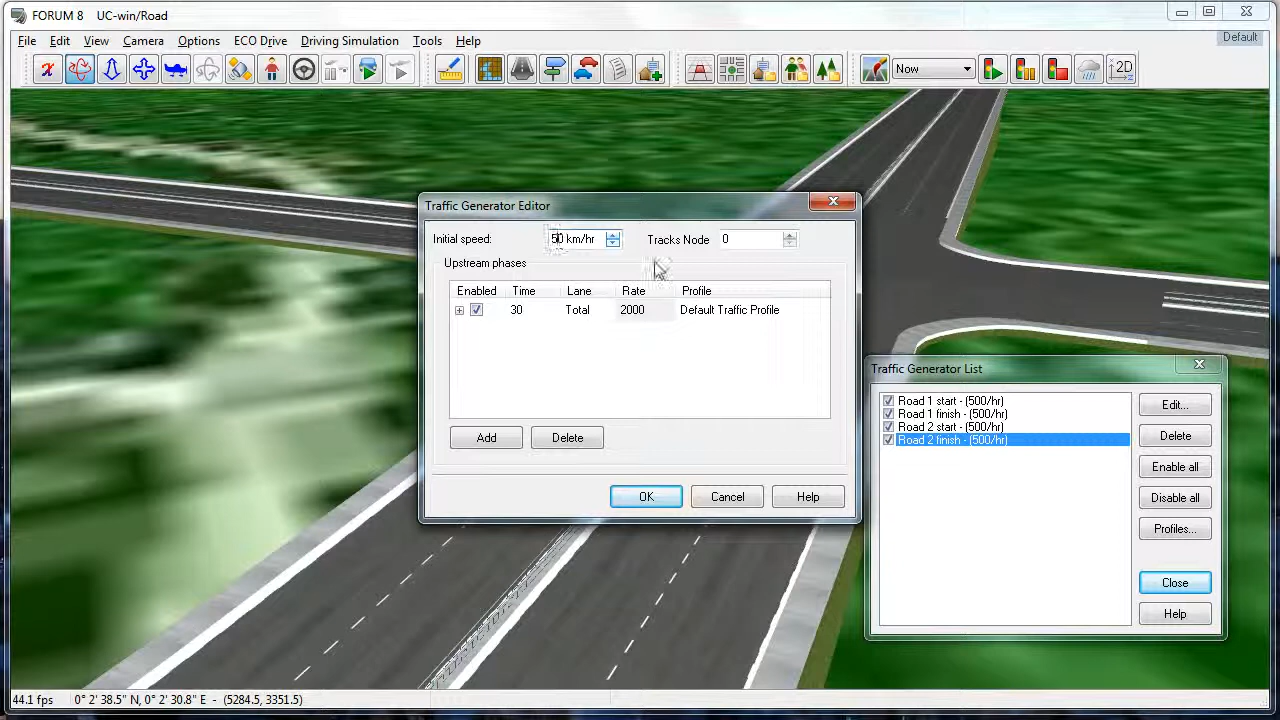 FORUM 8 UC-win/Road
File Edit View Camera Options ECO Drive Driving Simulation Tools Help
Default
Now
2D
Traffic Generator Editor
Initial speed: 50 km/hr Tracks Node 0
Upstream phases
Enabled Time Lane Rate Profile
30 Total 2000 Default Traffic Profile
Add Delete
OK Cancel Help
Traffic Generator List
Road 1 start - (500/hr)
Road 1 finish - (500/hr)
Road 2 start - (500/hr)
Road 2 finish - (500/hr)
Edit...
Delete
Enable all
Disable all
Profiles...
Close
Help
44.1 fps 0° 2' 38.5" N, 0° 2' 30.8" E - (5284.5, 3351.5)